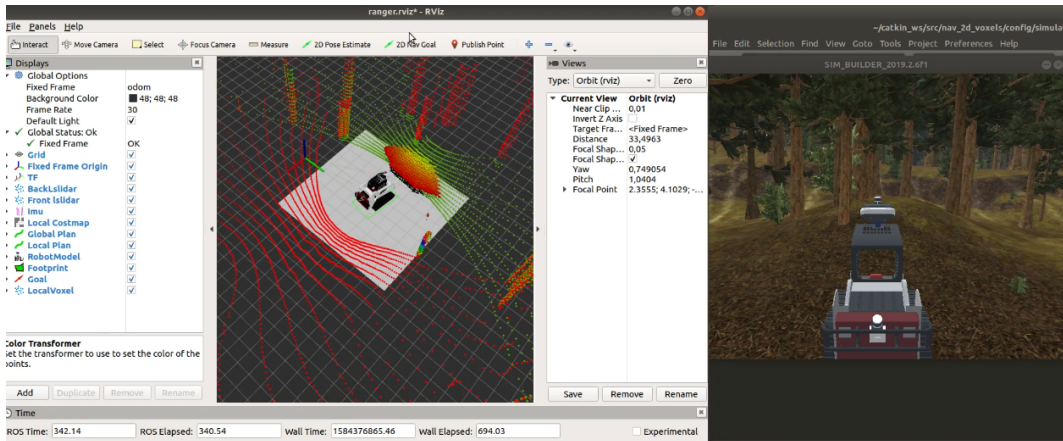 ranger.rviz* - RViz
File Panels Help
Interact Move Camera Select Focus Camera Measure 2D Pose Estimate 2D Nav Goal Publish Point
Displays
Global Options
Fixed Frame odom
Background Color 48; 48; 48
Frame Rate 30
Default Light
Global Status: Ok
Fixed Frame OK
Grid
Fixed Frame Origin
TF
BackLslidar
Front lslidar
Imu
Local Costmap
Global Plan
Local Plan
RobotModel
Footprint
Goal
LocalVoxel
Color Transformer
Set the transformer to use to set the color of the
points.
Add Duplicate Remove Rename
Views
Type: Orbit (rviz) Zero
Current View Orbit (rviz)
Near Clip ... 0,01
Invert Z Axis
Target Fra... <Fixed Frame>
Distance 33,4963
Focal Shap... 0,05
Focal Shap...
Yaw 0,749054
Pitch 1,0404
Focal Point 2.3555; 4.1029; -...
Save Remove Rename
Time
ROS Time: 342.14 ROS Elapsed: 340.54 Wall Time: 1584376865.46 Wall Elapsed: 694.03 Experimental
~/catkin_ws/src/nav_2d_voxels/config/simula
File Edit Selection Find View Goto Tools Project Preferences Help
SIM_BUILDER_2019.2.6f1